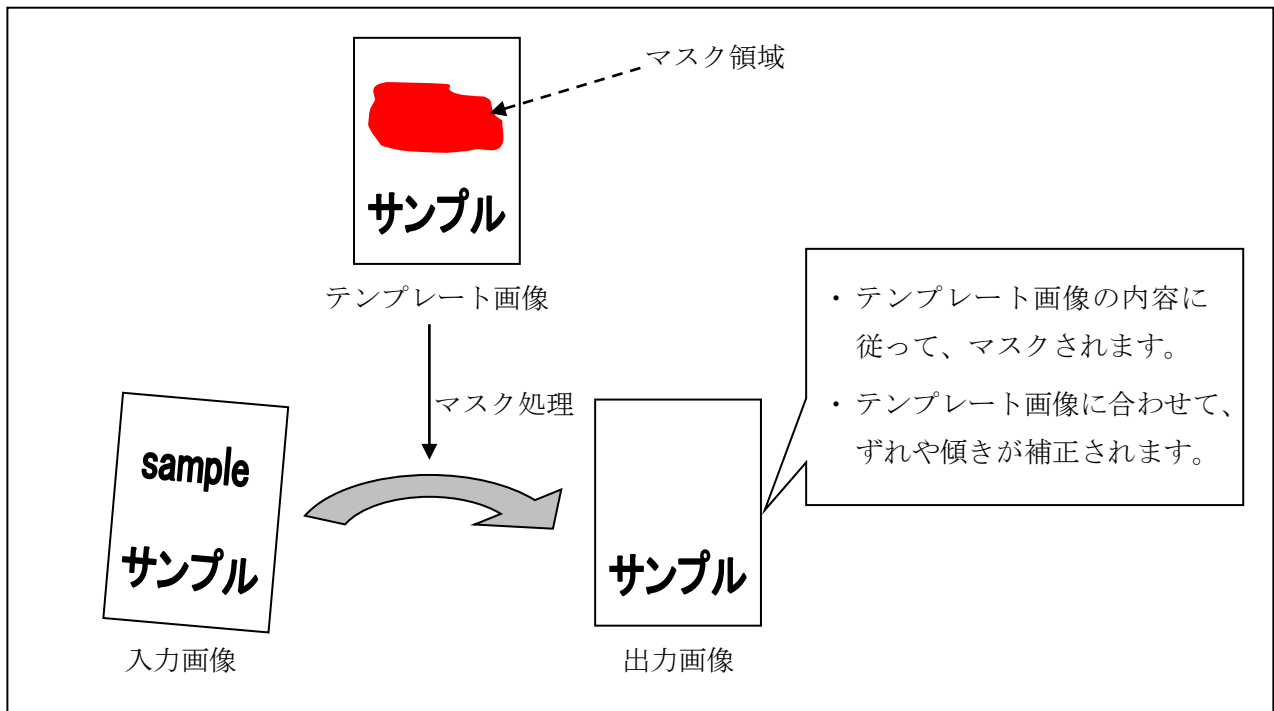 マスク領域
サンプル
テンプレート画像
・テンプレート画像の内容に
従って、マスクされます。
・テンプレート画像に合わせて、
ずれや傾きが補正されます。
マスク処理
sample
サンプル
サンプル
入力画像
出力画像